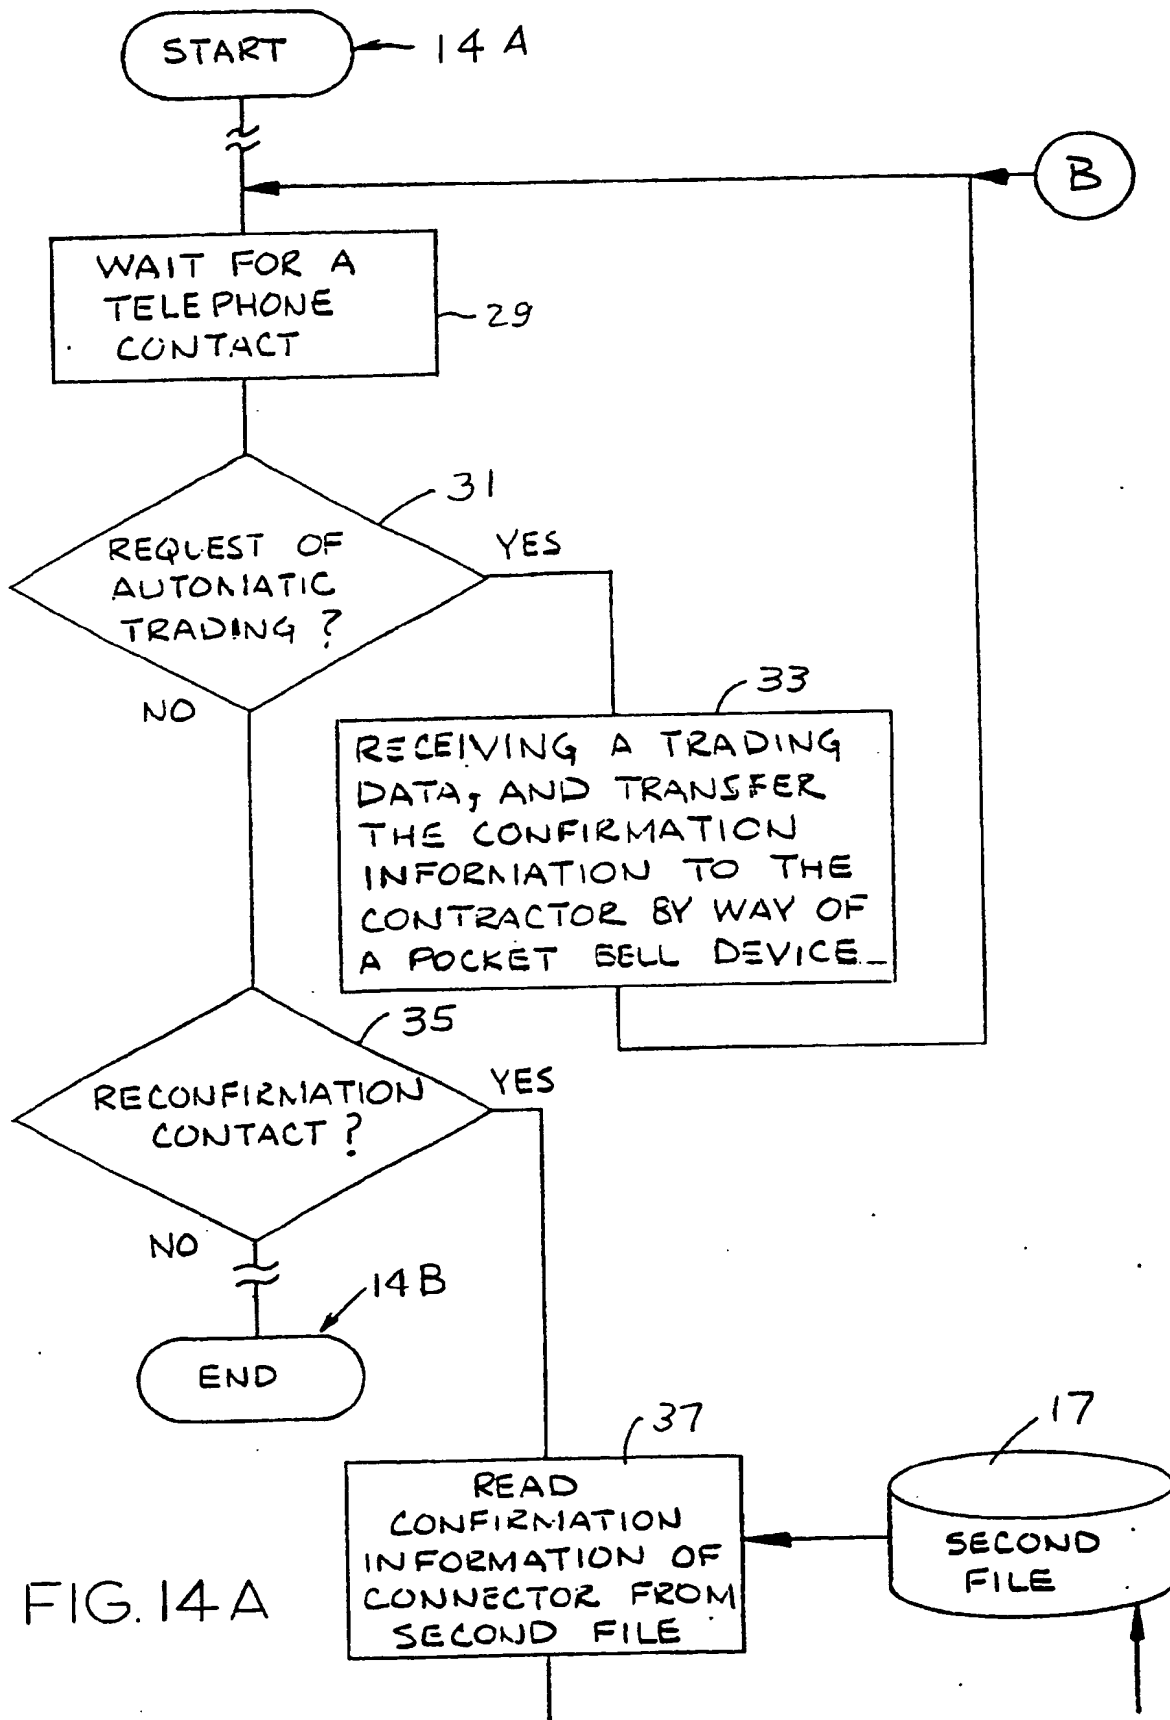 START
14A
B
WAIT FOR A
TELEPHONE
CONTACT
29
31
REQUEST OF
AUTOMATIC
TRADING ?
YES
NO
33
RECEIVING A TRADING
DATA, AND TRANSFER
THE CONFIRMATION
INFORMATION TO THE
CONTRACTOR BY WAY OF
A POCKET BELL DEVICE
35
RECONFIRMATION
CONTACT ?
YES
NO
14B
END
37
READ
CONFIRMATION
INFORMATION OF
CONNECTOR FROM
SECOND FILE
17
SECOND
FILE
FIG. 14A